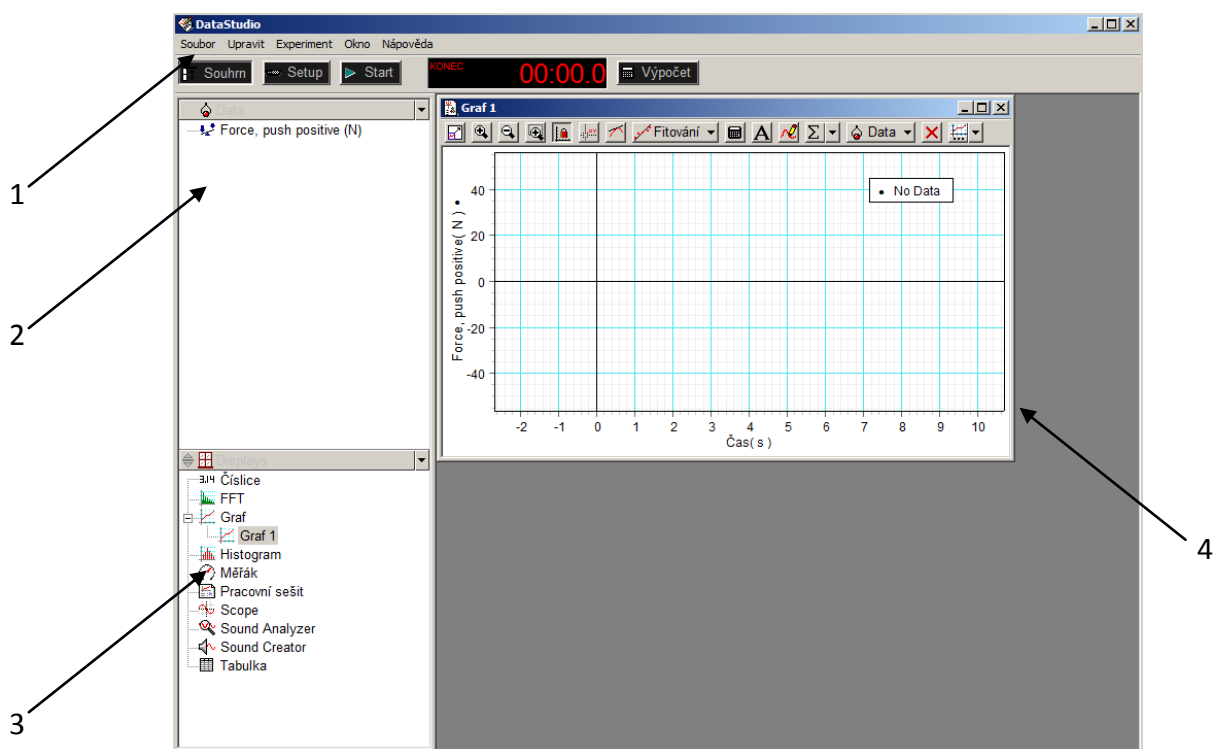 DataStudio
Soubor Upravit Experiment Okno Nápověda
Souhrn Setup Start KONEC 00:00.0 Výpočet
Data
Force, push positive (N)
Graf 1
Fitování A Σ Data
No Data
40
20
0
-20
-40
Force, push positive( N )
-2 -1 0 1 2 3 4 5 6 7 8 9 10
Čas( s )
Displays
3.14 Číslice
FFT
Graf
Graf 1
Histogram
Měřák
Pracovní sešit
Scope
Sound Analyzer
Sound Creator
Tabulka
1
2
3
4